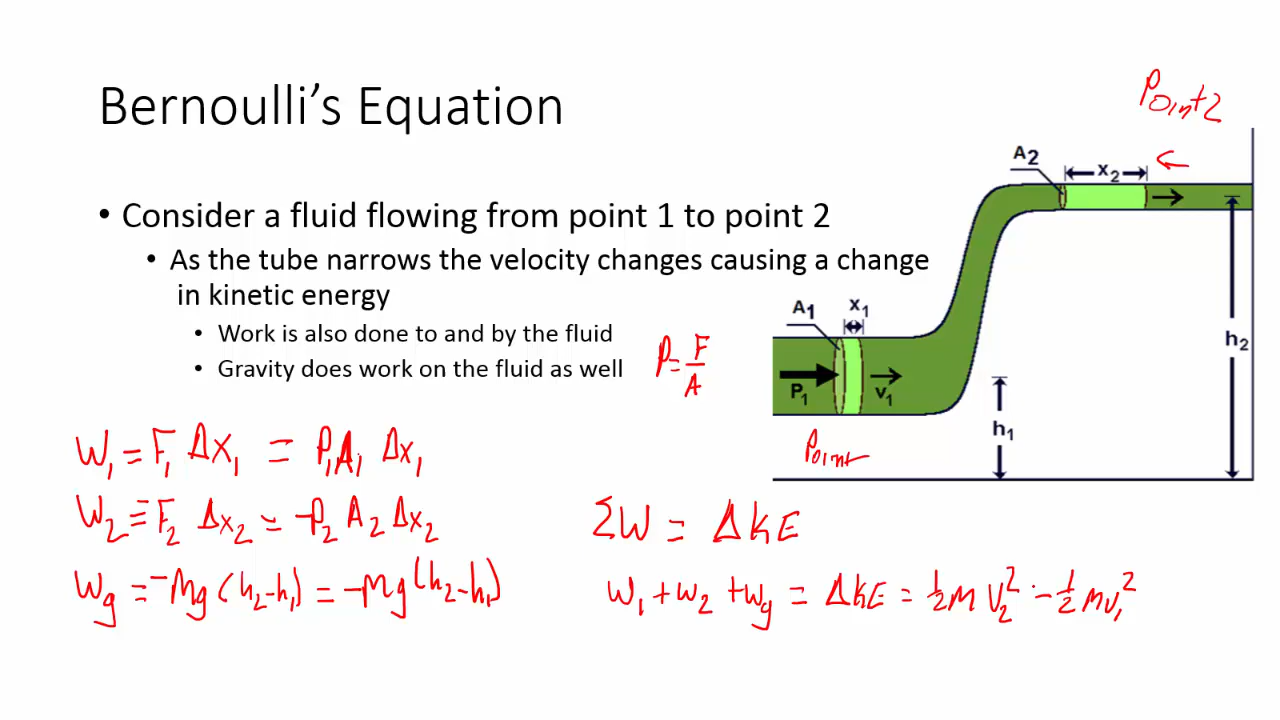 Bernoulli's Equation
• Consider a fluid flowing from point 1 to point 2
• As the tube narrows the velocity changes causing a change
in kinetic energy
• Work is also done to and by the fluid
• Gravity does work on the fluid as well
P = F/A
W₁ = F₁ Δx₁ = P₁A₁ Δx₁
W₂ = -F₂ Δx₂ = -P₂ A₂ Δx₂
Wg = -Mg (h₂-h₁) = -Mg (h₂-h₁)
ΣW = ΔKE
W₁ + W₂ + Wg = ΔKE = ½ M V₂² - ½ m v₁²
Point 2
A2
x₂
A1
x₁
P₁
v₁
h₁
h₂
Point